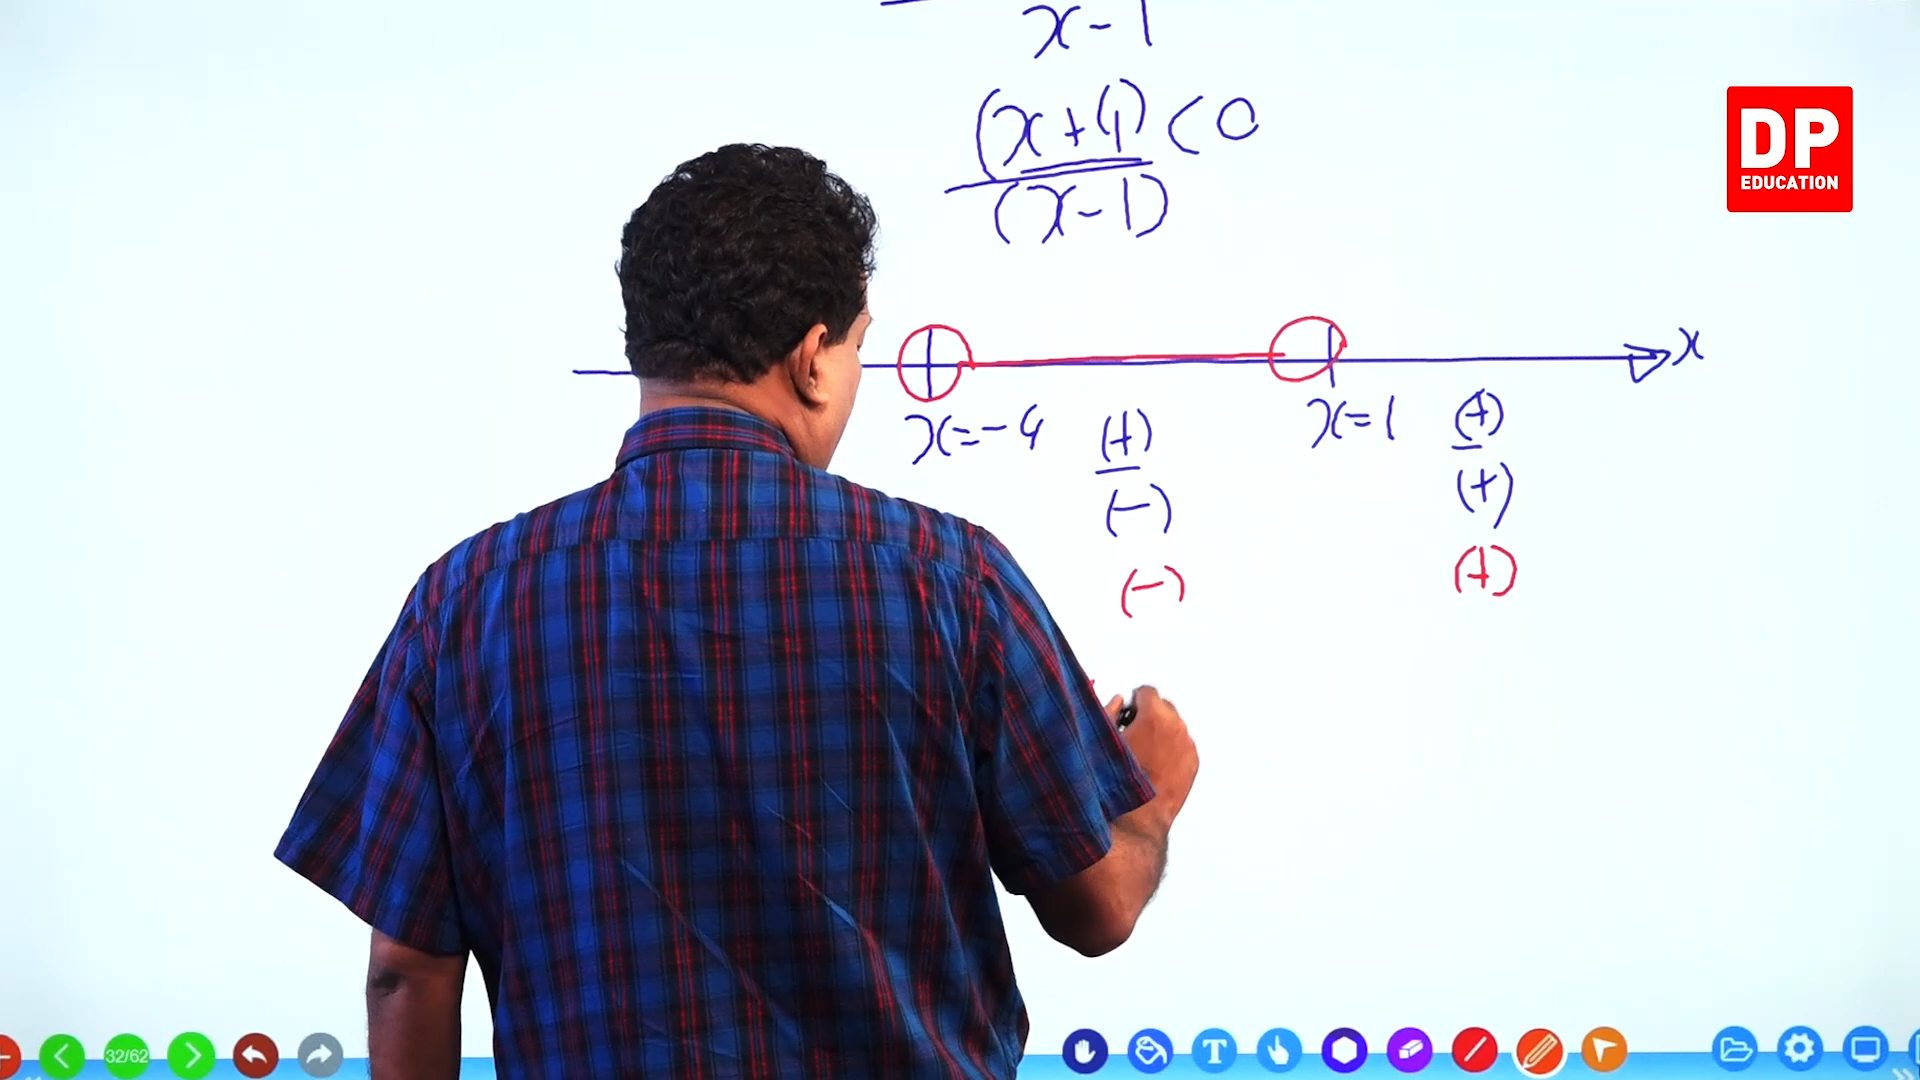 x-1
(x+4) < 0
(x-1)
DP
EDUCATION
x
x=-4 (+) x=1 (+)
(-) (+)
(-) (+)
T
32/62